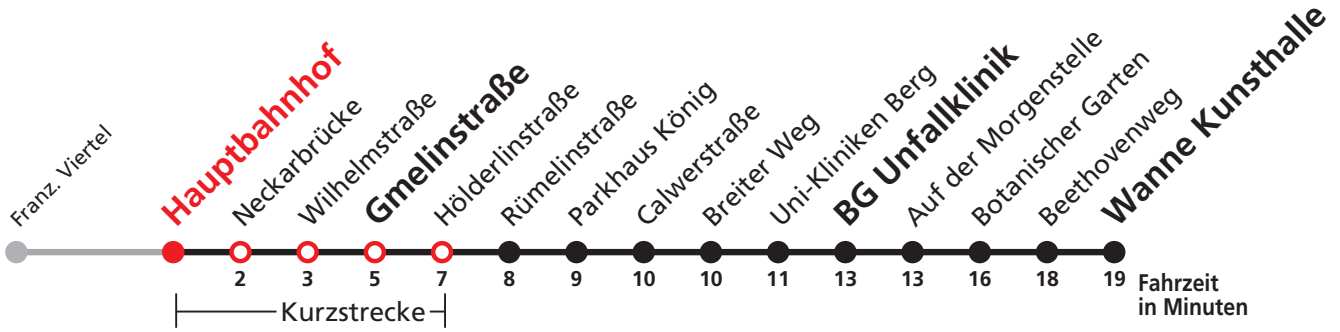 Franz. Viertel
Hauptbahnhof
Neckarbrücke
Wilhelmstraße
Gmelinstraße
Hölderlinstraße
Rümelinstraße
Parkhaus König
Calwerstraße
Breiter Weg
Uni-Kliniken Berg
BG Unfallklinik
Auf der Morgenstelle
Botanischer Garten
Beethovenweg
Wanne Kunsthalle
2 3 5 7 8 9 10 10 11 13 13 16 18 19
Fahrzeit
in Minuten
Kurzstrecke